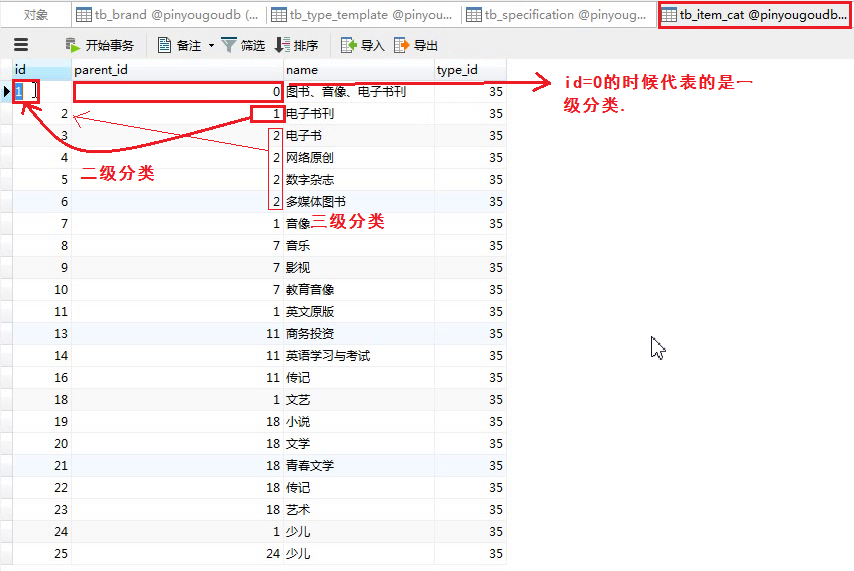 对象 tb_brand @pinyougoudb (... tb_type_template @pinyou... tb_specification @pinyoug... tb_item_cat @pinyougoudb...
开始事务 备注 筛选 排序 导入 导出
id parent_id name type_id
1 0 图书、音像、电子书刊 35
id=0的时候代表的是一
级分类.
2 1 电子书刊 35
3 2 电子书 35
4 2 网络原创 35
二级分类
5 2 数字杂志 35
6 2 多媒体图书 35
三级分类
7 1 音像 35
8 7 音乐 35
9 7 影视 35
10 7 教育音像 35
11 1 英文原版 35
13 11 商务投资 35
14 11 英语学习与考试 35
16 11 传记 35
18 1 文艺 35
19 18 小说 35
20 18 文学 35
21 18 青春文学 35
22 18 传记 35
23 18 艺术 35
24 1 少儿 35
25 24 少儿 35